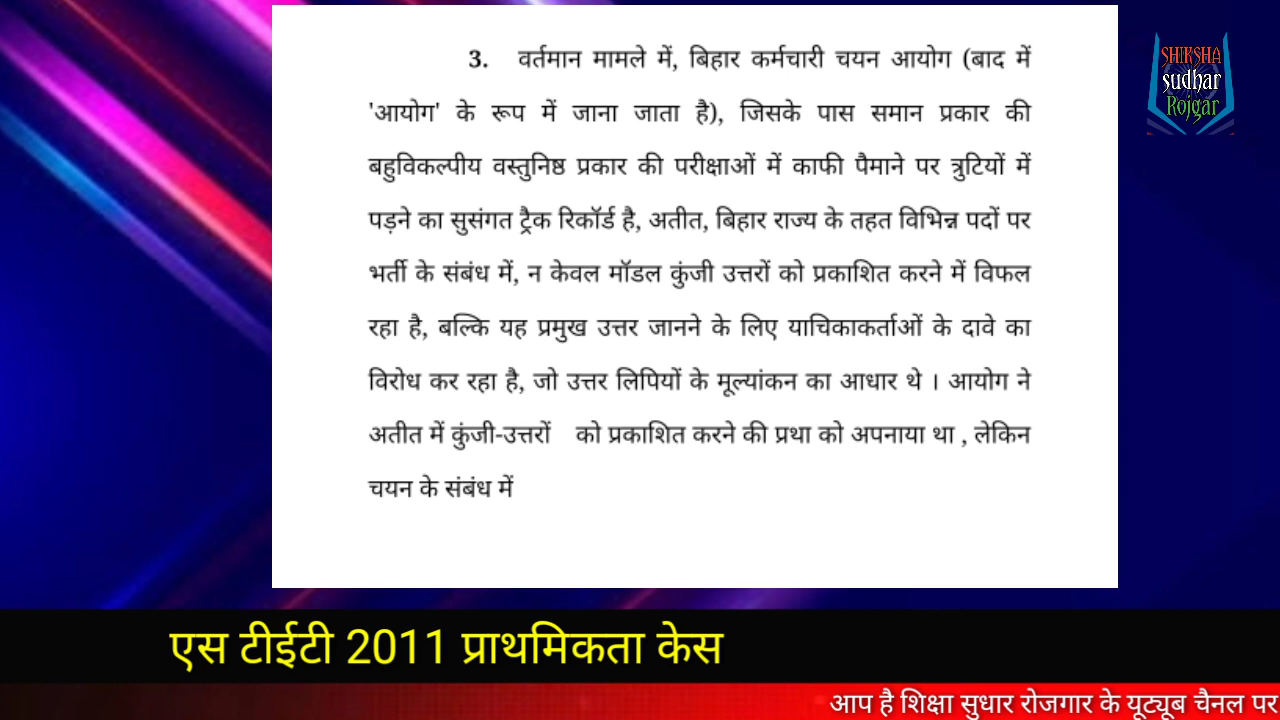 3. वर्तमान मामले में, बिहार कर्मचारी चयन आयोग (बाद में
'आयोग' के रूप में जाना जाता है), जिसके पास समान प्रकार की
बहुविकल्पीय वस्तुनिष्ठ प्रकार की परीक्षाओं में काफी पैमाने पर त्रुटियों में
पड़ने का सुसंगत ट्रैक रिकॉर्ड है, अतीत, बिहार राज्य के तहत विभिन्न पदों पर
भर्ती के संबंध में, न केवल मॉडल कुंजी उत्तरों को प्रकाशित करने में विफल
रहा है, बल्कि यह प्रमुख उत्तर जानने के लिए याचिकाकर्ताओं के दावे का
विरोध कर रहा है, जो उत्तर लिपियों के मूल्यांकन का आधार थे । आयोग ने
अतीत में कुंजी-उत्तरों को प्रकाशित करने की प्रथा को अपनाया था , लेकिन
चयन के संबंध में
SHIKSHA
sudhar
Rojgar
एस टीईटी 2011 प्राथमिकता केस
आप है शिक्षा सुधार रोजगार के यूट्यूब चैनल पर